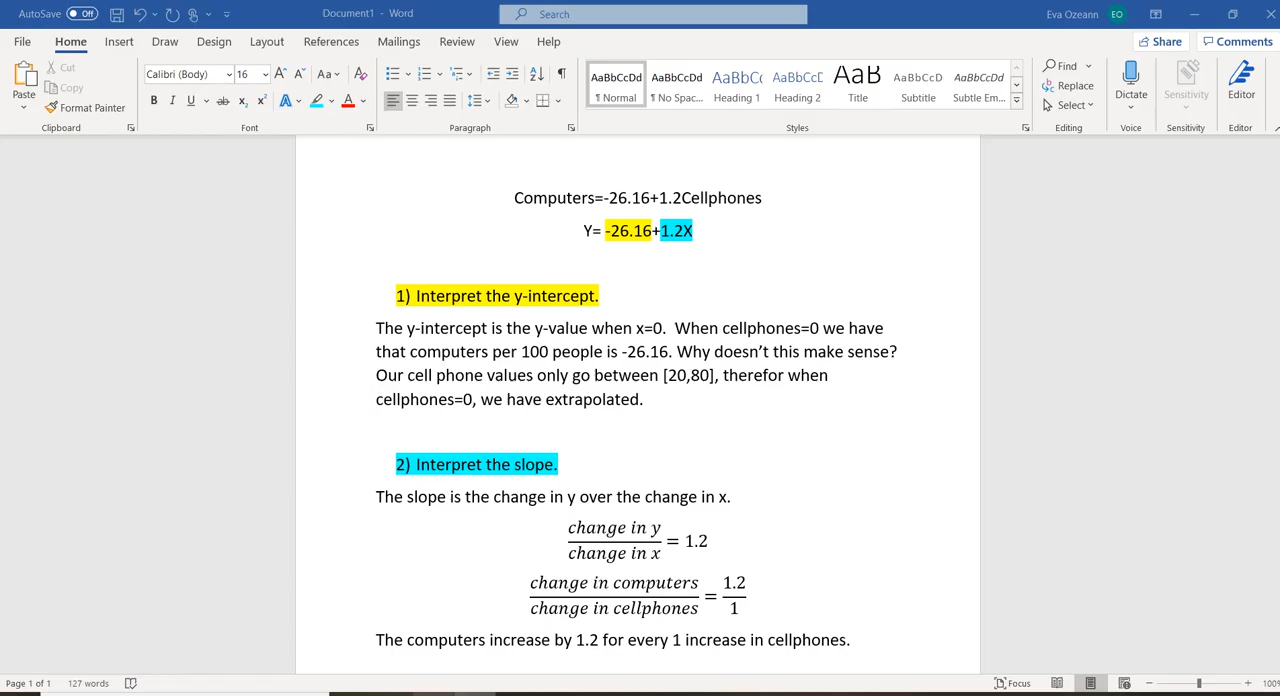 AutoSave Off Document1 - Word Search Eva Ozeann EO
File Home Insert Draw Design Layout References Mailings Review View Help Share Comments
Paste Cut Copy Format Painter Clipboard
Calibri (Body) 16 A A Aa A
B I U ab x₂ x² A A Font
Paragraph
AaBbCcDd AaBbCcDd AaBbC( AaBbCcC AaB AaBbCcD AaBbCcDd
¶ Normal ¶ No Spac... Heading 1 Heading 2 Title Subtitle Subtle Em...
Styles
Find Replace Select Editing
Dictate Voice
Sensitivity Sensitivity
Editor Editor
Computers=-26.16+1.2Cellphones
Y= -26.16+1.2X
1) Interpret the y-intercept.
The y-intercept is the y-value when x=0. When cellphones=0 we have
that computers per 100 people is -26.16. Why doesn’t this make sense?
Our cell phone values only go between [20,80], therefor when
cellphones=0, we have extrapolated.
2) Interpret the slope.
The slope is the change in y over the change in x.
change in y
change in x = 1.2
change in computers
change in cellphones = 1.2
1
The computers increase by 1.2 for every 1 increase in cellphones.
Page 1 of 1 127 words Focus 100